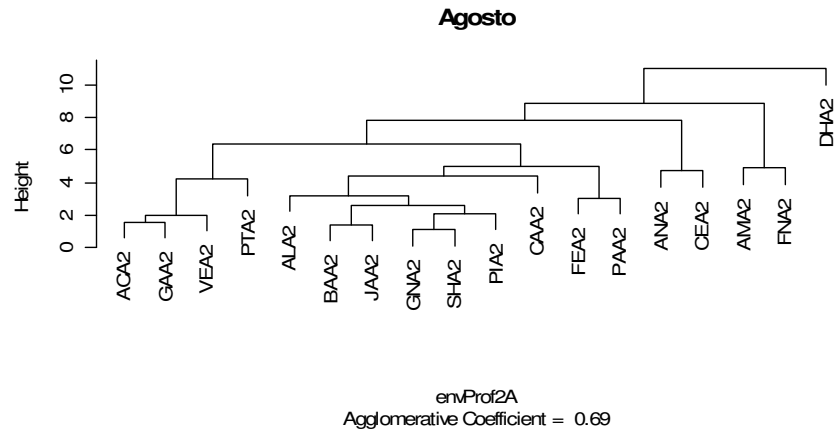 Agosto
Height
0
2
4
6
8
10
ACA2
GAA2
VEA2
PTA2
ALA2
BAA2
JAA2
GNA2
SHA2
PIA2
CAA2
FEA2
PAA2
ANA2
CEA2
AMA2
FNA2
DHA2
envProf2A
Agglomerative Coefficient = 0.69